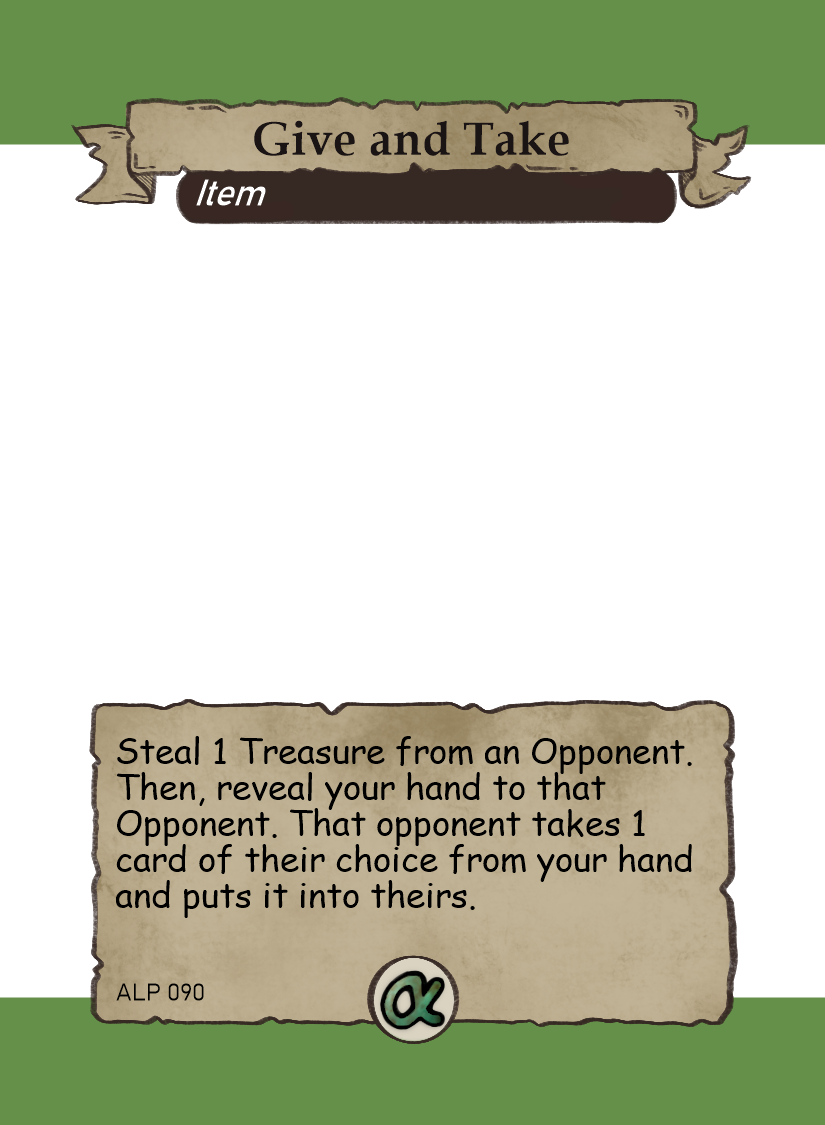 Give and Take
Item
Steal 1 Treasure from an Opponent.
Then, reveal your hand to that
Opponent. That opponent takes 1
card of their choice from your hand
and puts it into theirs.
ALP 090
α